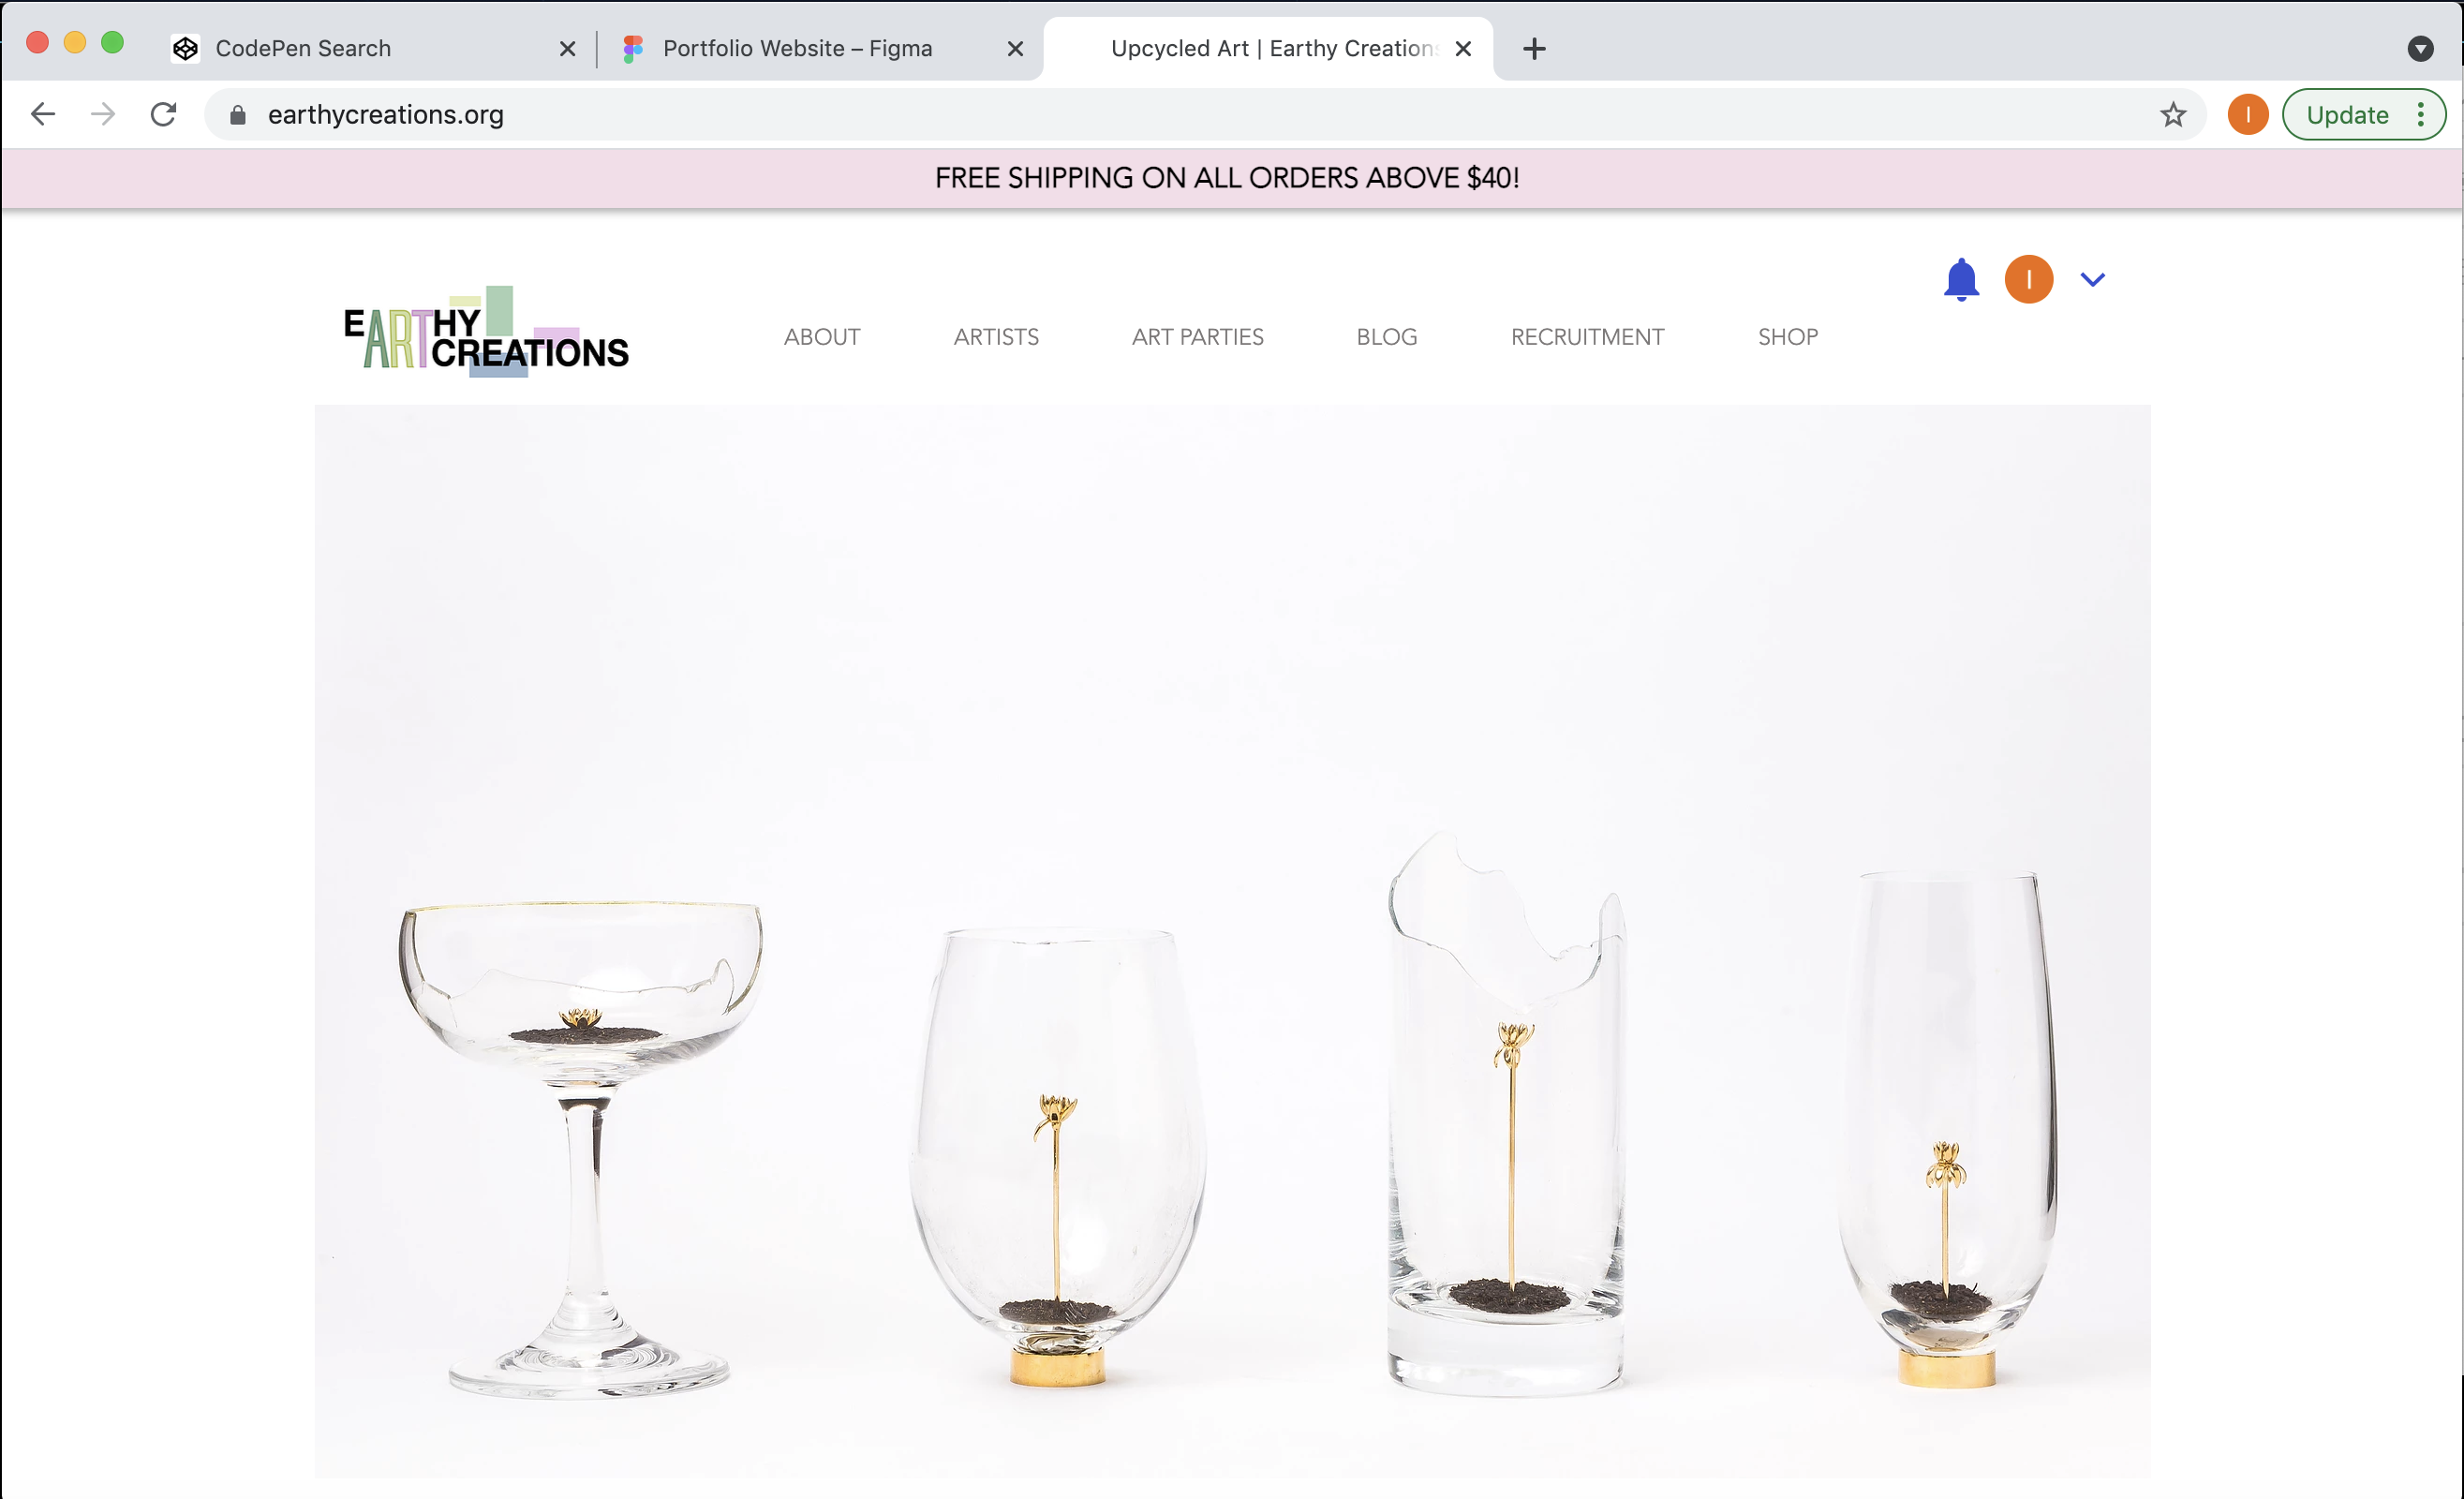 CodePen Search
Portfolio Website – Figma
Upcycled Art | Earthy Creations
earthycreations.org
I
Update
FREE SHIPPING ON ALL ORDERS ABOVE $40!
I
EARTHY
CREATIONS
ABOUT
ARTISTS
ART PARTIES
BLOG
RECRUITMENT
SHOP